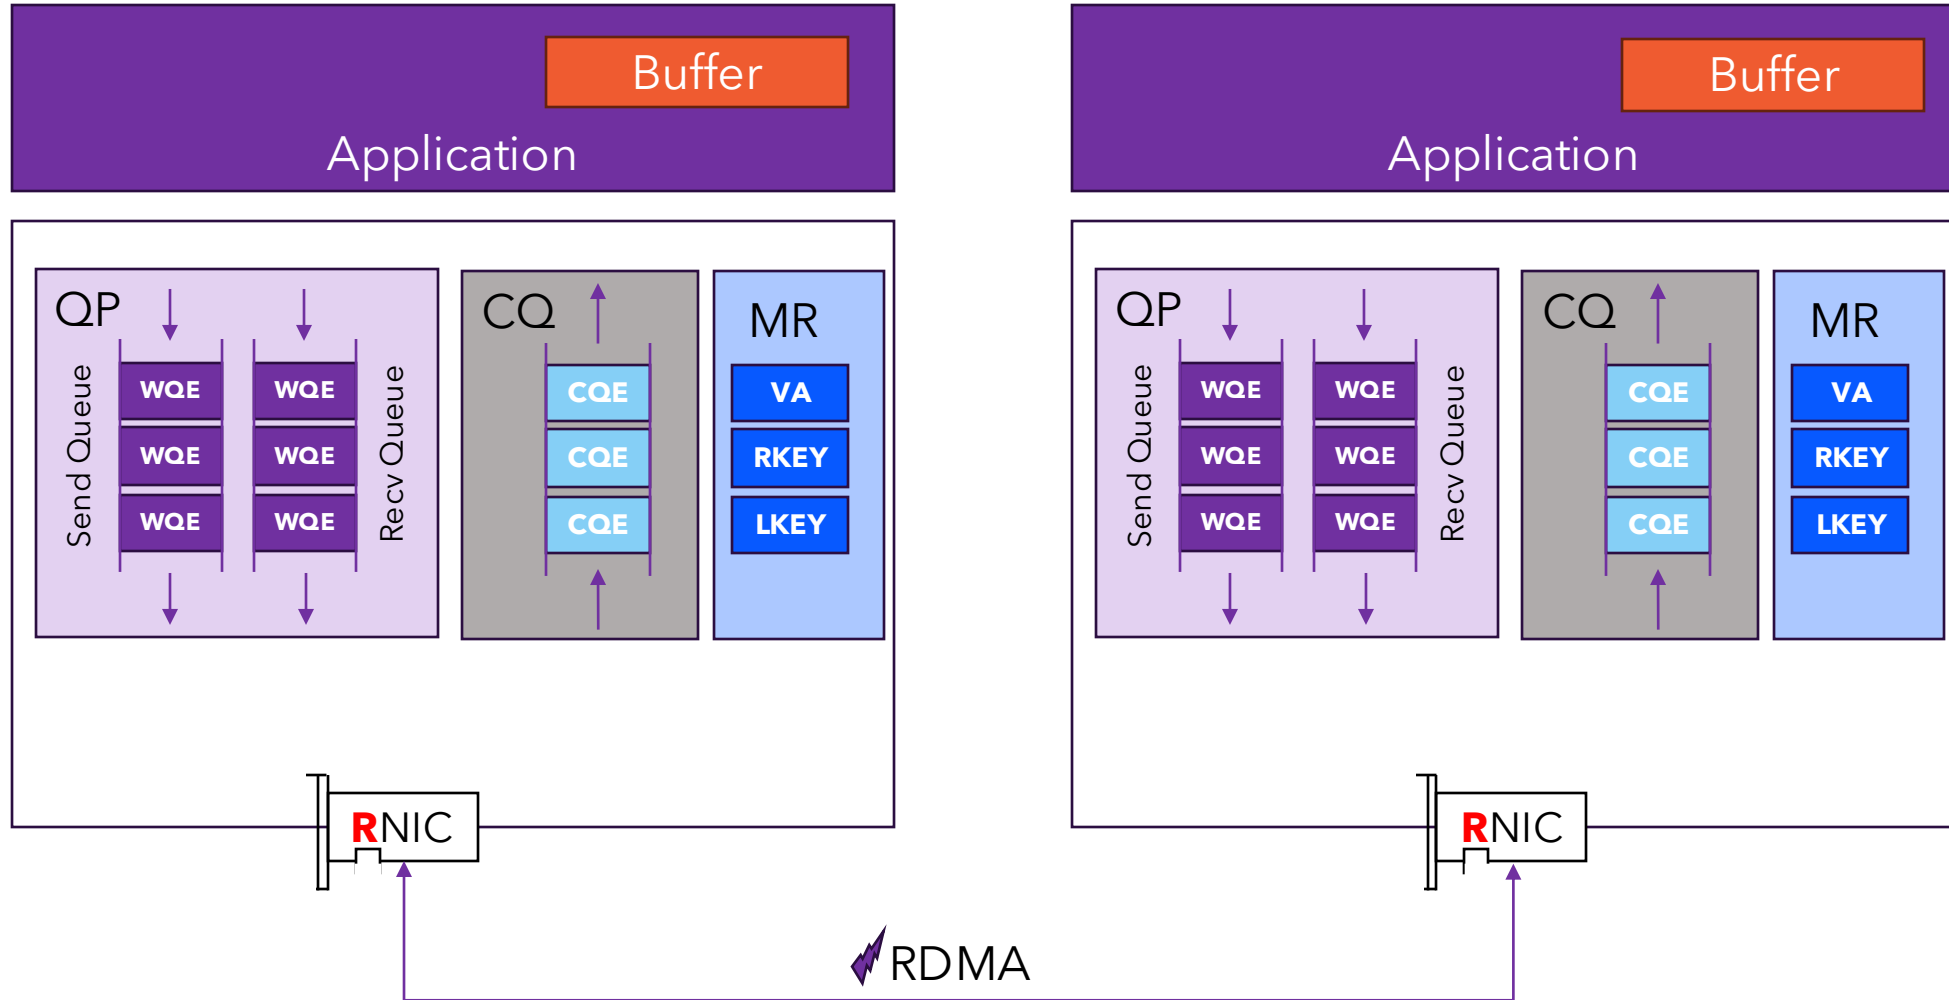 Buffer
Application
QP
Send Queue
WQE
WQE
WQE
WQE
WQE
WQE
Recv Queue
CQ
CQE
CQE
CQE
MR
VA
RKEY
LKEY
RNIC
Buffer
Application
QP
Send Queue
WQE
WQE
WQE
WQE
WQE
WQE
Recv Queue
CQ
CQE
CQE
CQE
MR
VA
RKEY
LKEY
RNIC
RDMA